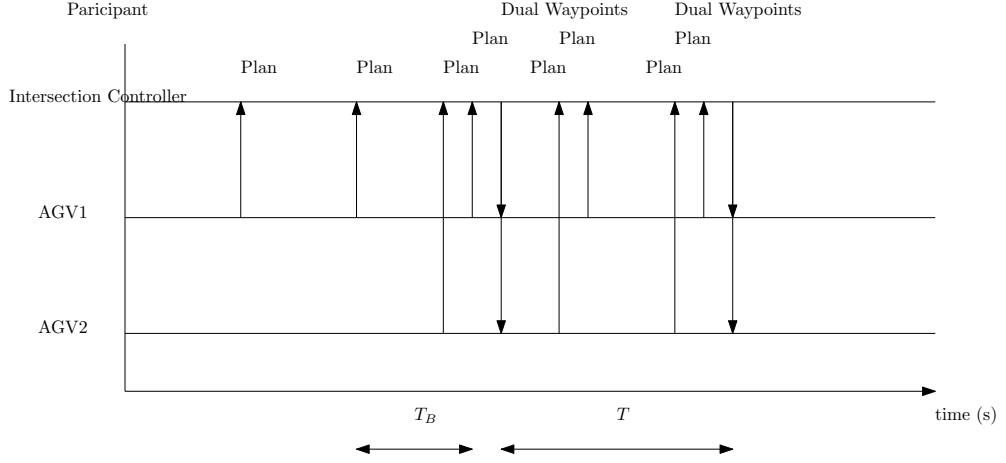 Paricipant Dual Waypoints Dual Waypoints
Plan Plan Plan
Plan Plan Plan Plan Plan
Intersection Controller
AGV1
AGV2
T_B T time (s)